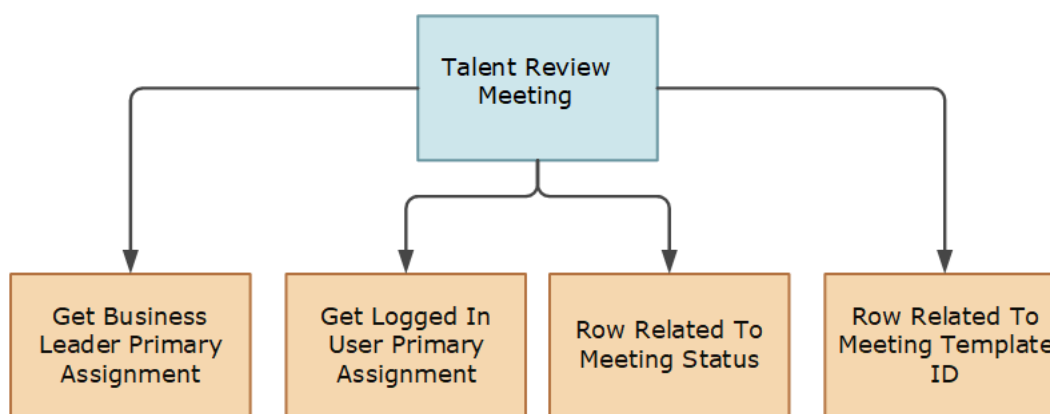 Talent Review
Meeting
Get Business
Leader Primary
Assignment
Get Logged In
User Primary
Assignment
Row Related To
Meeting Status
Row Related To
Meeting Template
ID